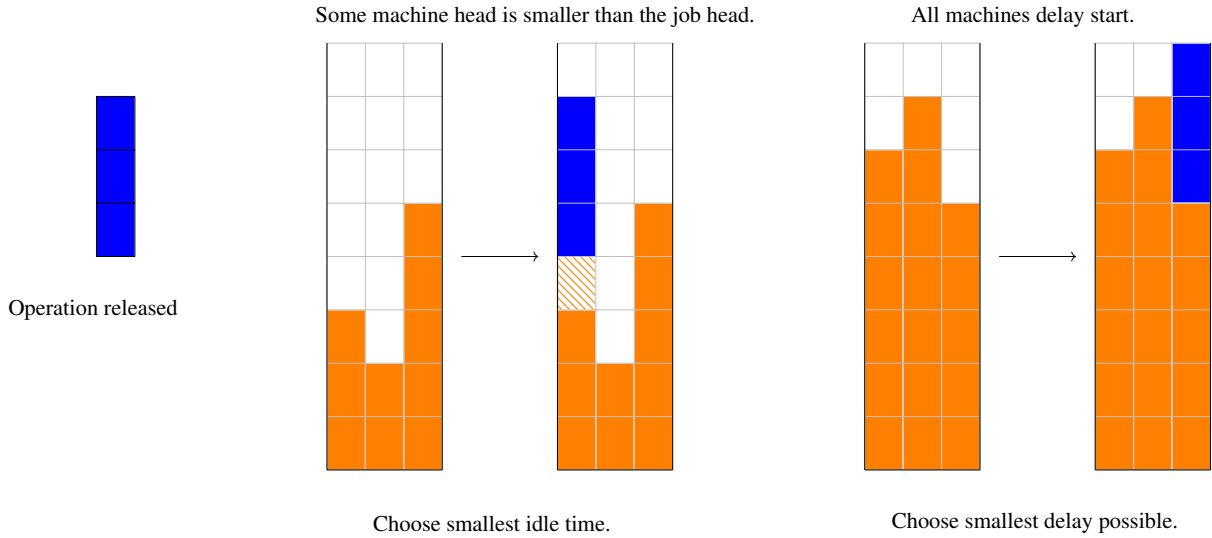 Some machine head is smaller than the job head.
All machines delay start.
Operation released
Choose smallest idle time.
Choose smallest delay possible.